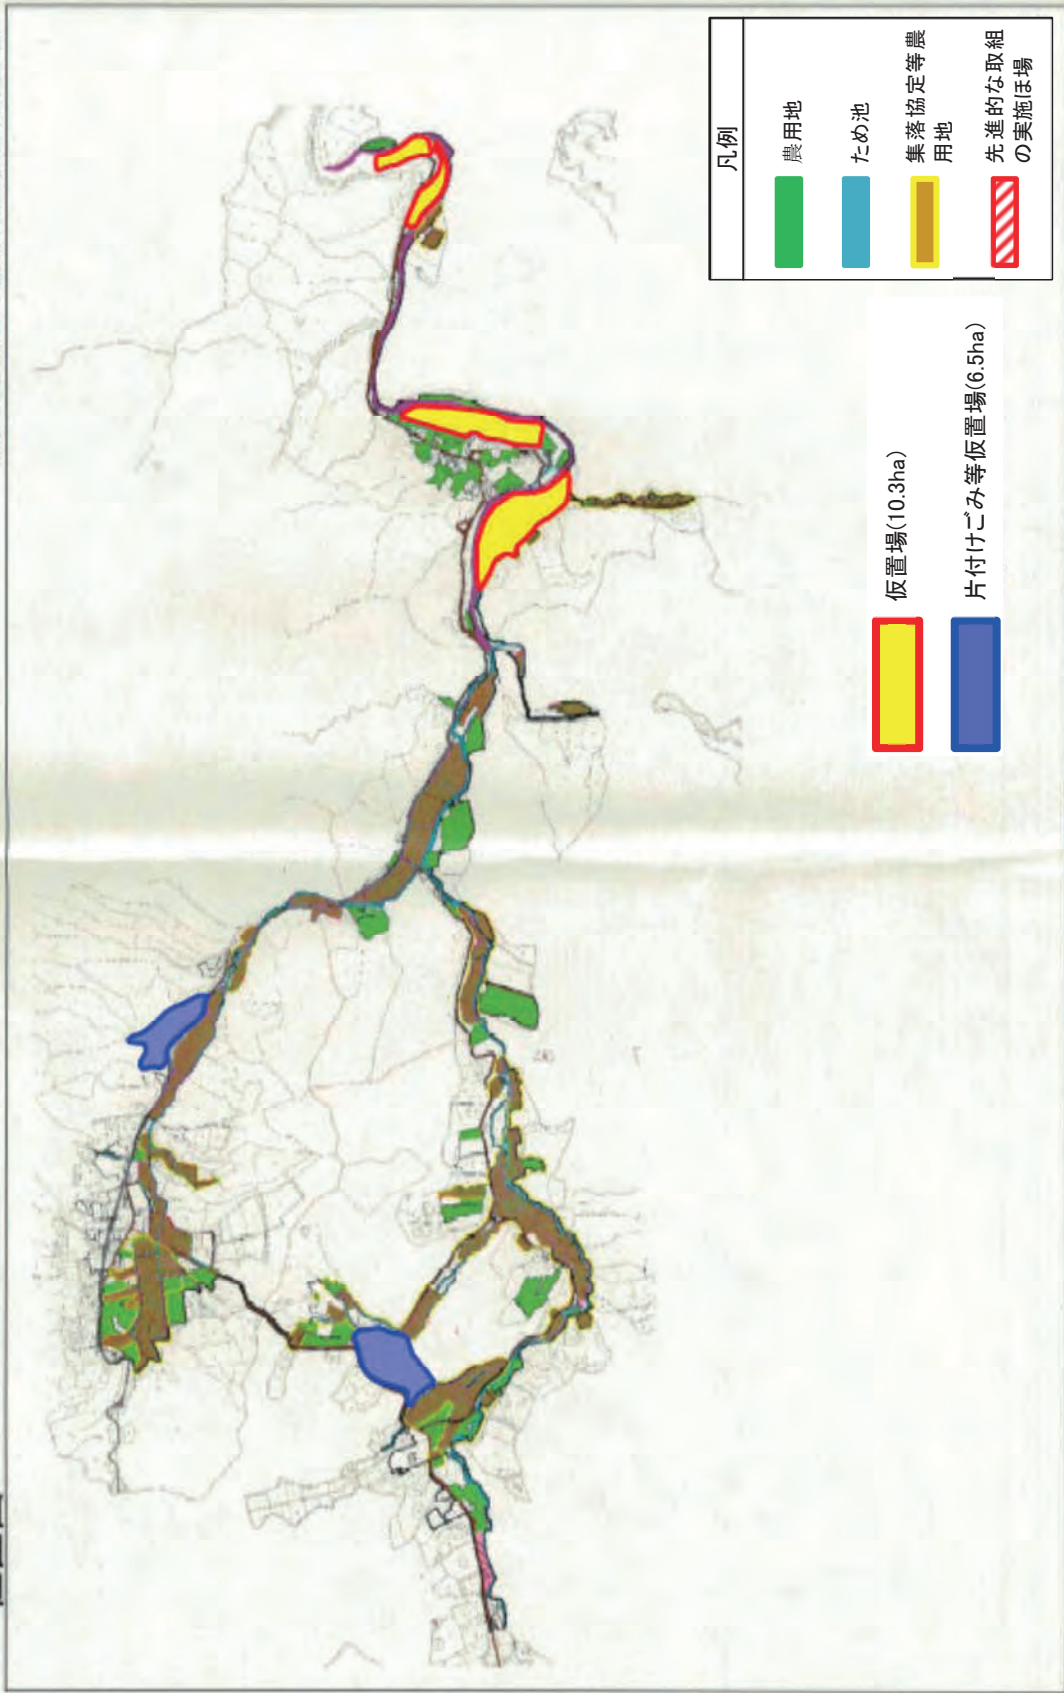 凡例
農用地
ため池
集落協定等農
用地
先進的な取組
の実施ほ場
仮置場(10.3ha)
片付けごみ等仮置場(6.5ha)